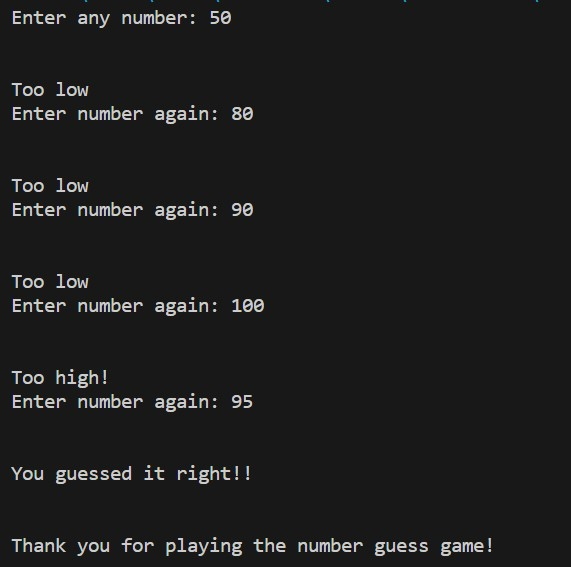 Enter any number: 50
Too low
Enter number again: 80
Too low
Enter number again: 90
Too low
Enter number again: 100
Too high!
Enter number again: 95
You guessed it right!!
Thank you for playing the number guess game!